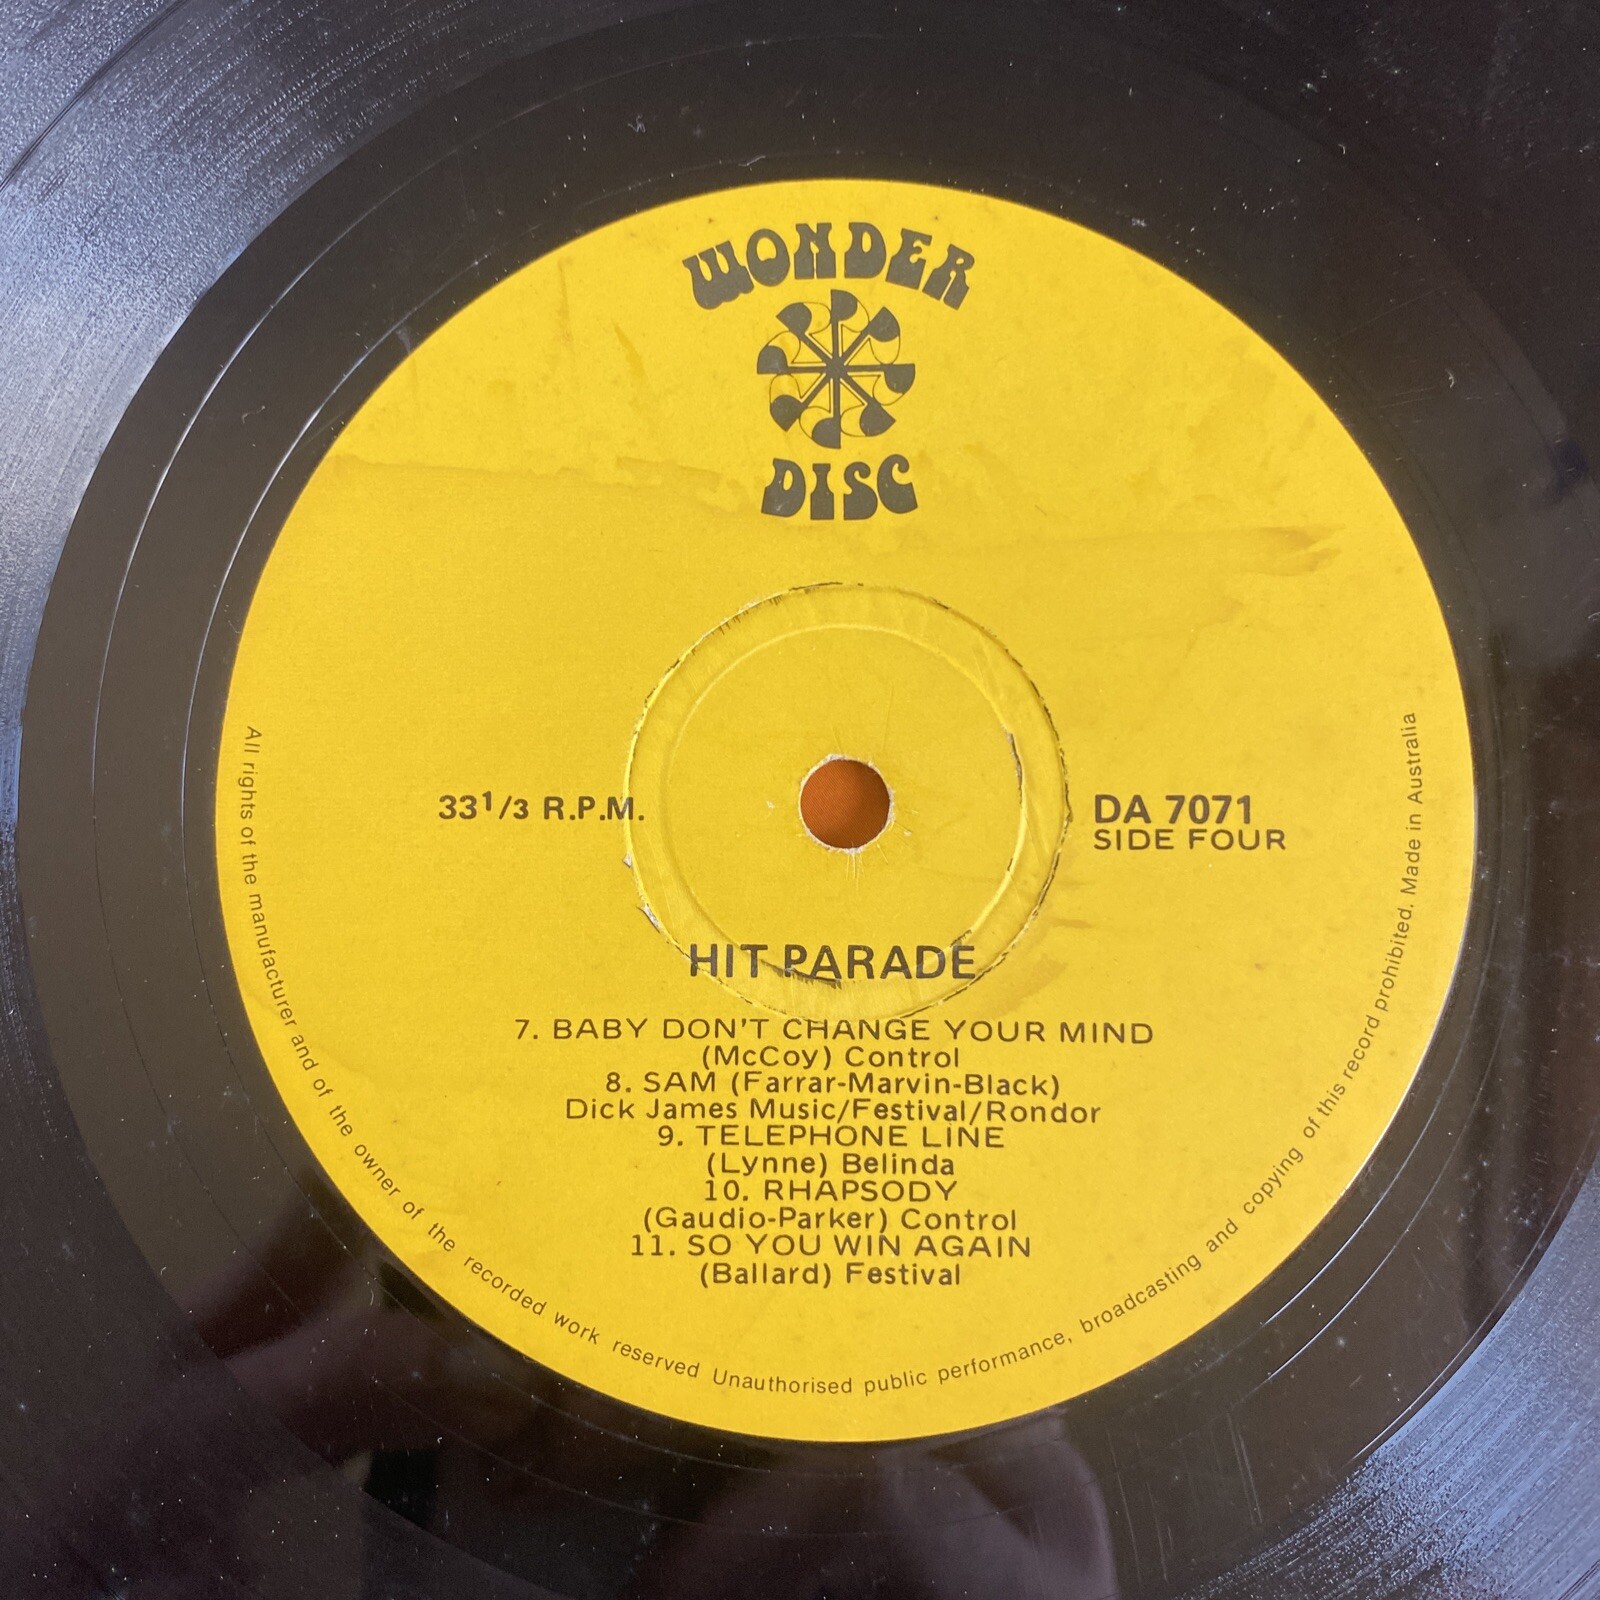 WONDER
DISC
33 1/3 R.P.M.
DA 7071
SIDE FOUR
HIT PARADE
7. BABY DON'T CHANGE YOUR MIND
(McCoy) Control
8. SAM (Farrar-Marvin-Black)
Dick James Music/Festival/Rondor
9. TELEPHONE LINE
(Lynne) Belinda
10. RHAPSODY
(Gaudio-Parker) Control
11. SO YOU WIN AGAIN
(Ballard) Festival
All rights of the manufacturer and of the owner of the recorded work reserved Unauthorised public performance, broadcasting and copying of this record prohibited. Made in Australia